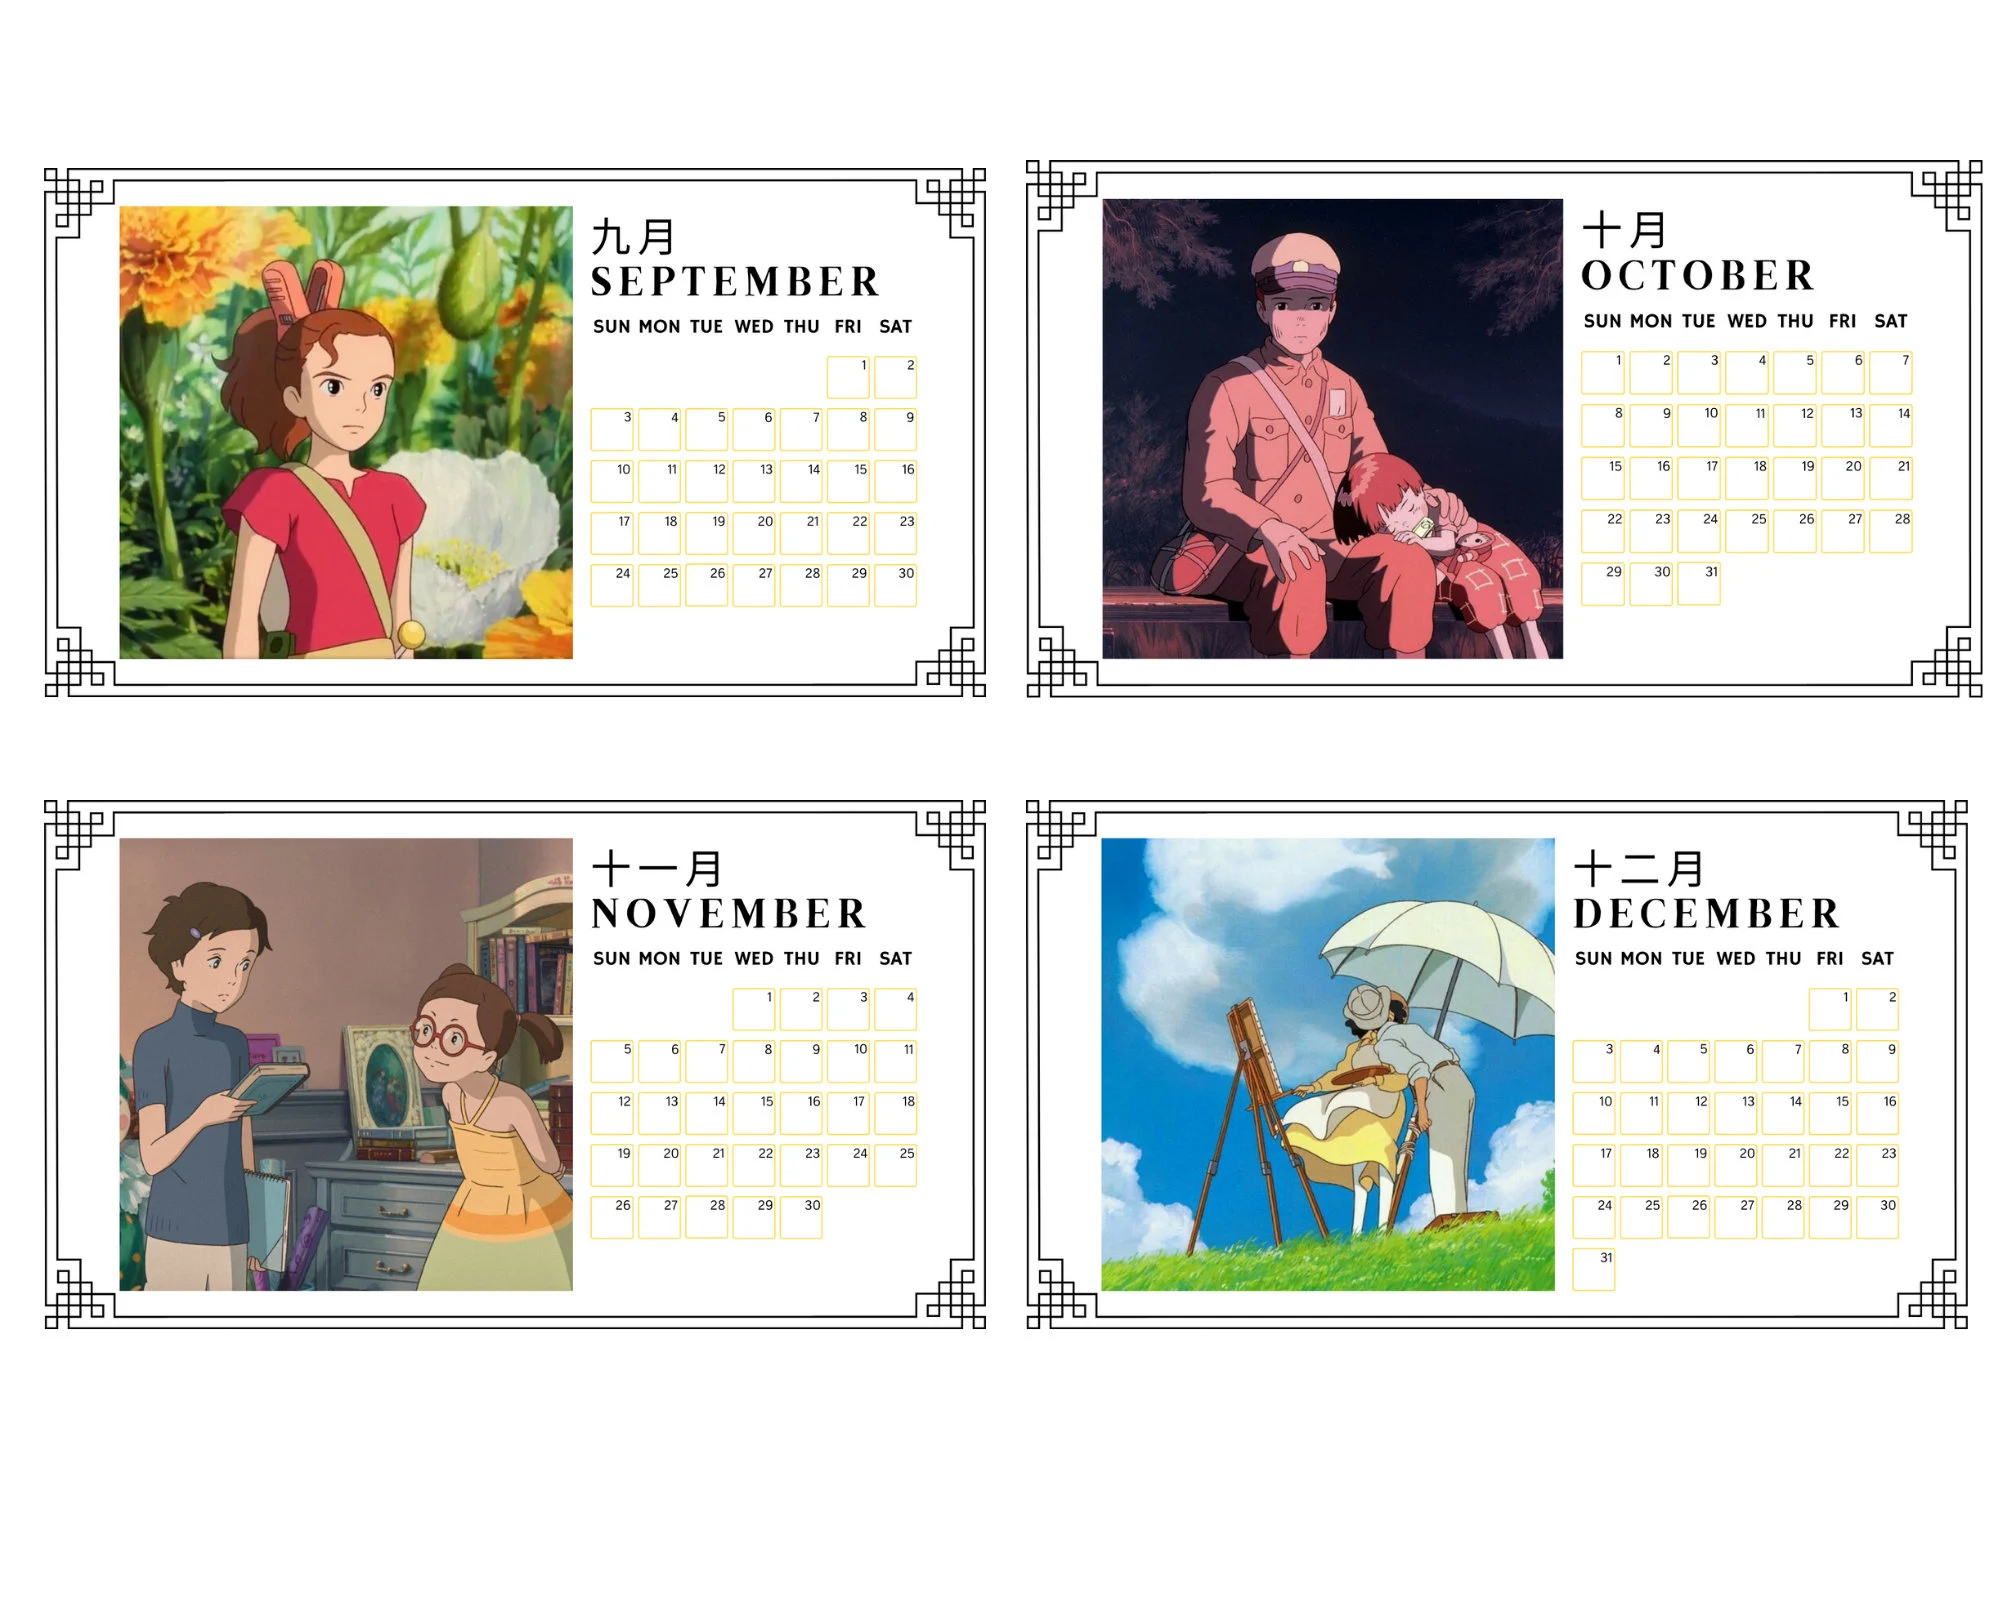 九月
SEPTEMBER
SUN MON TUE WED THU FRI SAT
1 2
3 4 5 6 7 8 9
10 11 12 13 14 15 16
17 18 19 20 21 22 23
24 25 26 27 28 29 30
十月
OCTOBER
SUN MON TUE WED THU FRI SAT
1 2 3 4 5 6 7
8 9 10 11 12 13 14
15 16 17 18 19 20 21
22 23 24 25 26 27 28
29 30 31
十一月
NOVEMBER
SUN MON TUE WED THU FRI SAT
1 2 3 4
5 6 7 8 9 10 11
12 13 14 15 16 17 18
19 20 21 22 23 24 25
26 27 28 29 30
十二月
DECEMBER
SUN MON TUE WED THU FRI SAT
1 2
3 4 5 6 7 8 9
10 11 12 13 14 15 16
17 18 19 20 21 22 23
24 25 26 27 28 29 30
31